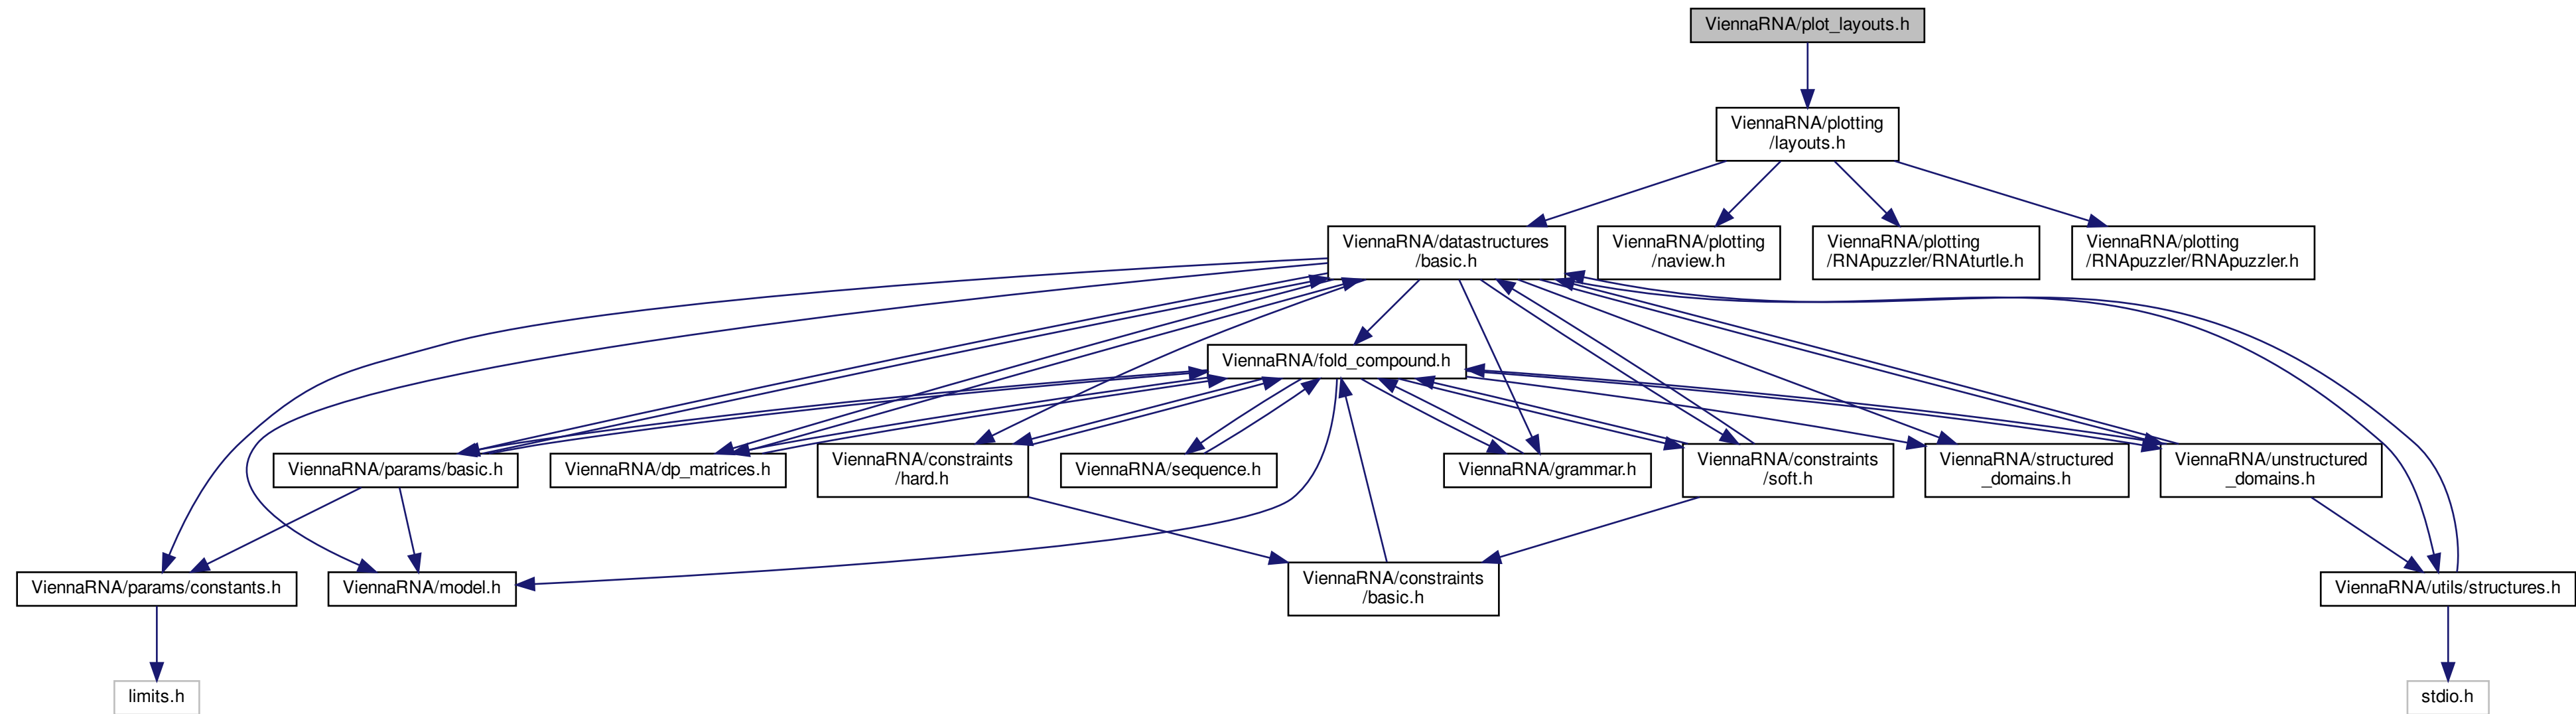 ViennaRNA/plot_layouts.h
ViennaRNA/plotting
/layouts.h
ViennaRNA/datastructures
/basic.h
ViennaRNA/plotting
/naview.h
ViennaRNA/plotting
/RNApuzzler/RNAturtle.h
ViennaRNA/plotting
/RNApuzzler/RNApuzzler.h
ViennaRNA/fold_compound.h
ViennaRNA/params/basic.h
ViennaRNA/dp_matrices.h
ViennaRNA/constraints
/hard.h
ViennaRNA/sequence.h
ViennaRNA/grammar.h
ViennaRNA/constraints
/soft.h
ViennaRNA/structured
_domains.h
ViennaRNA/unstructured
_domains.h
ViennaRNA/params/constants.h
ViennaRNA/model.h
ViennaRNA/constraints
/basic.h
ViennaRNA/utils/structures.h
limits.h
stdio.h